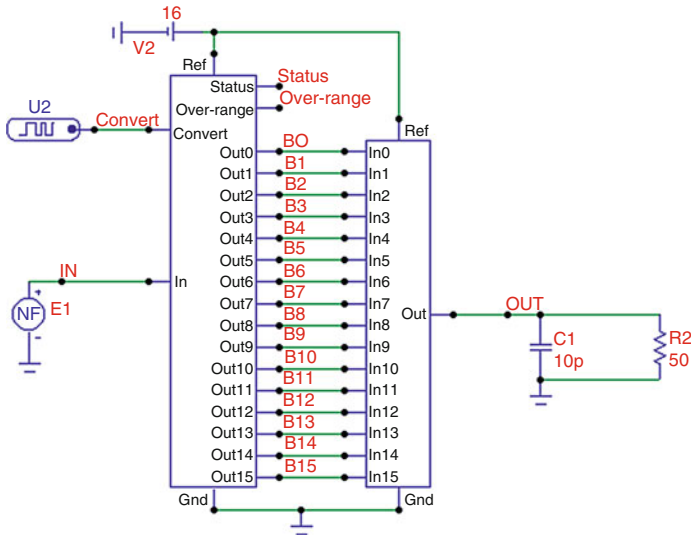 16
V2
Ref
Status
Status
Over-range
Over-range
U2
Convert
Convert
Ref
Out0 BO In0
Out1 B1 In1
Out2 B2 In2
Out3 B3 In3
Out4 B4 In4
Out5 B5 In5
Out6 B6 In6
Out7 B7 In7
Out8 B8 In8
Out9 B9 In9
Out10 B10 In10
Out11 B11 In11
Out12 B12 In12
Out13 B13 In13
Out14 B14 In14
Out15 B15 In15
IN
In
NF
+
-
E1
Out
OUT
C1
10p
R2
50
Gnd
Gnd